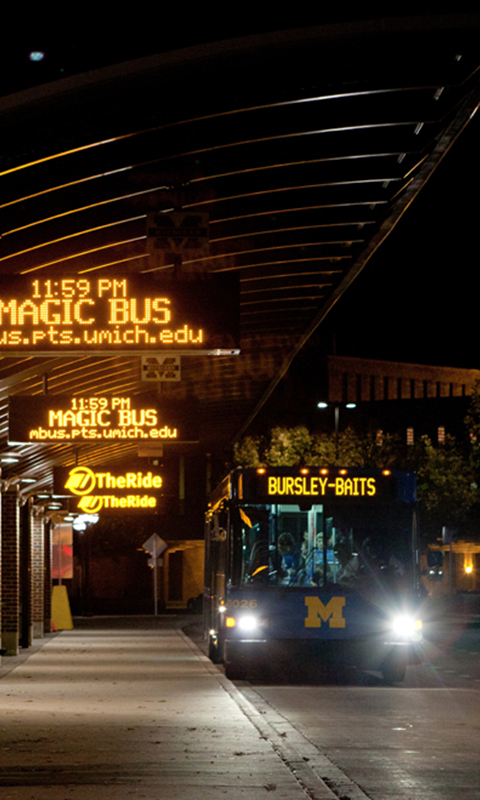 11:59 PM
MAGIC BUS
us.pts.umich.edu
11:59 PM
MAGIC BUS
mbus.pts.umich.edu
TheRide
TheRide
BURSLEY-BAITS
026
M